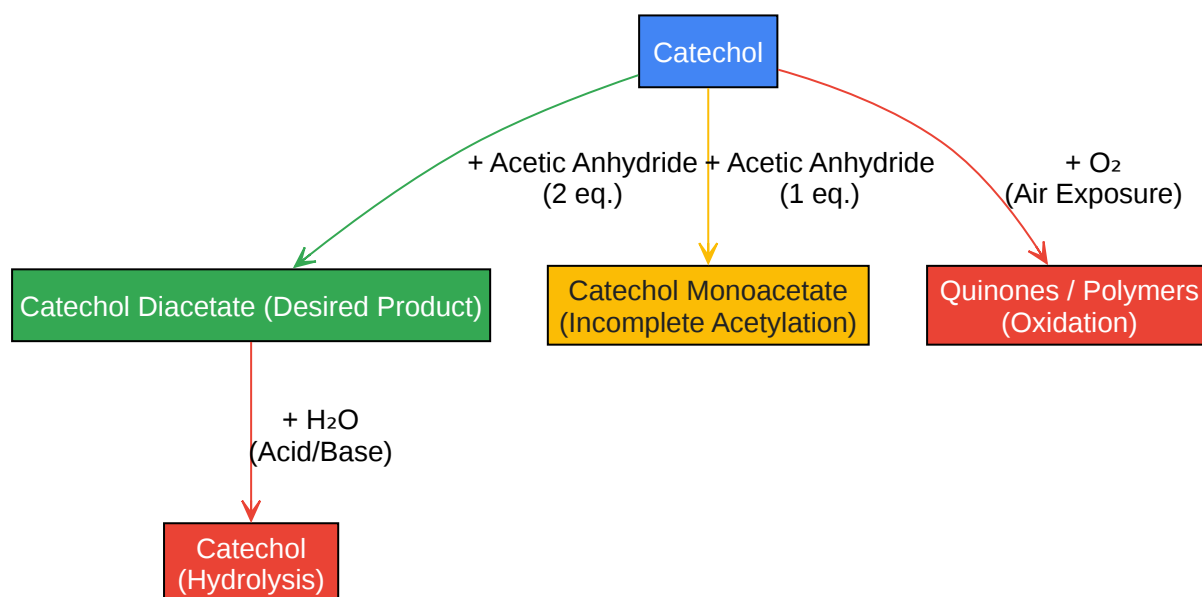 Catechol
+ Acetic Anhydride
(2 eq.)
+ Acetic Anhydride
(1 eq.)
+ O₂
(Air Exposure)
Catechol Diacetate (Desired Product)
Catechol Monoacetate
(Incomplete Acetylation)
Quinones / Polymers
(Oxidation)
+ H₂O
(Acid/Base)
Catechol
(Hydrolysis)